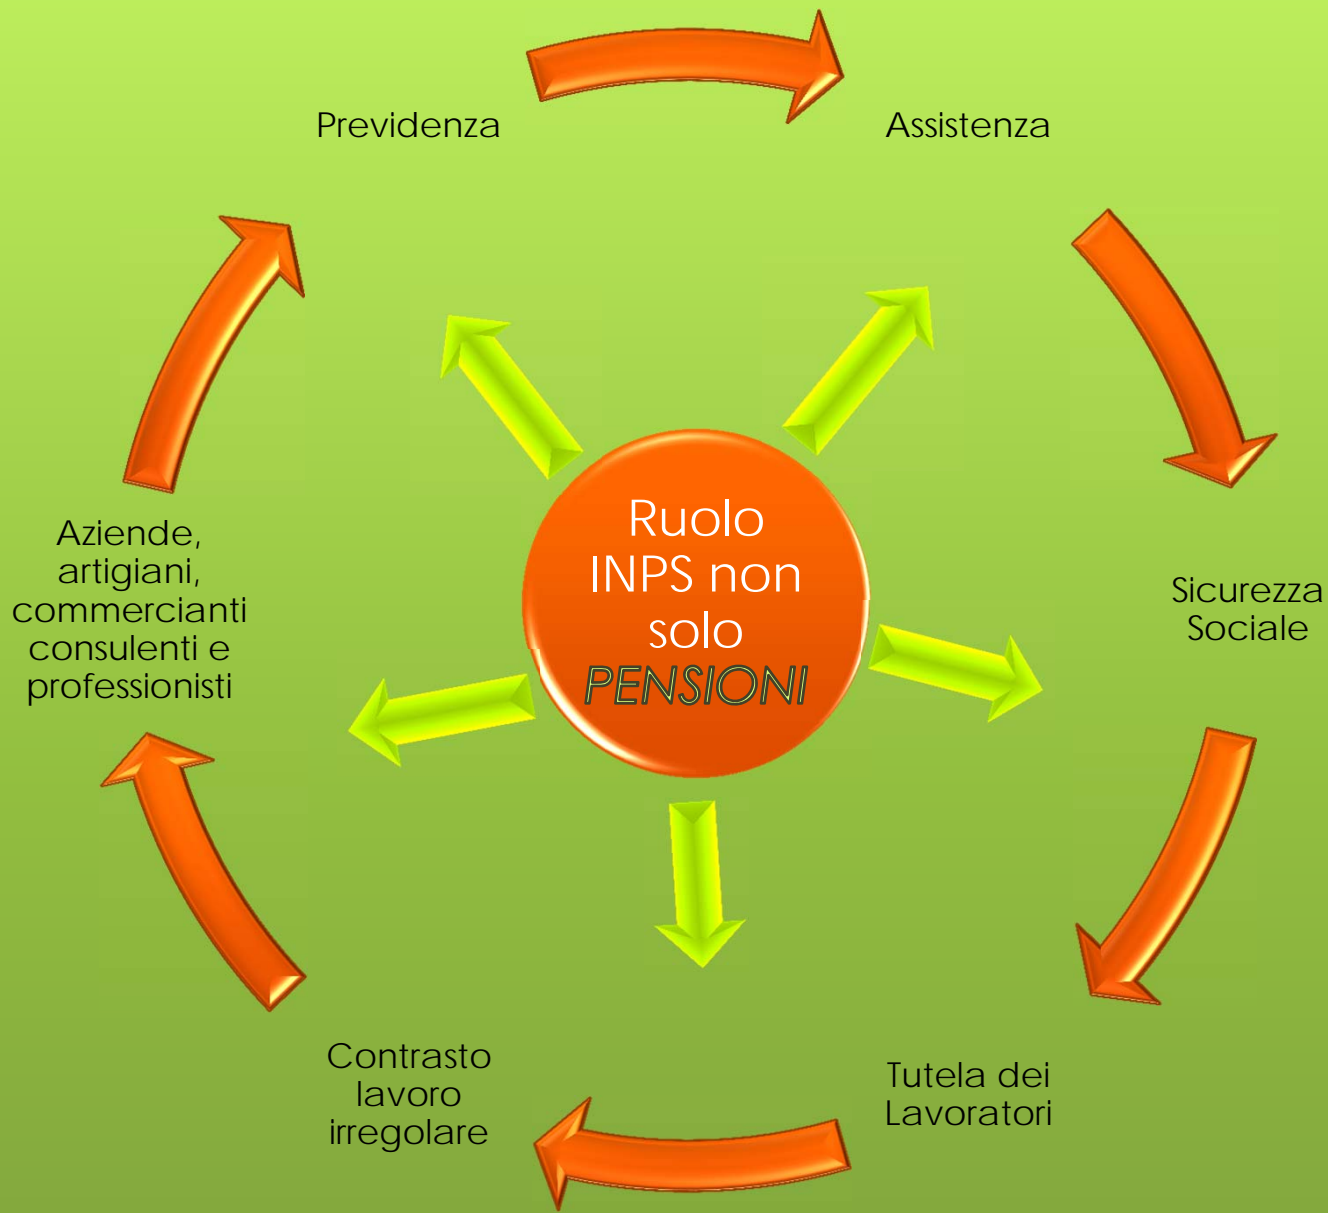 Previdenza
Assistenza
Ruolo
INPS non
solo
PENSIONI
Aziende,
artigiani,
commercianti
consulenti e
professionisti
Sicurezza
Sociale
Contrasto
lavoro
irregolare
Tutela dei
Lavoratori